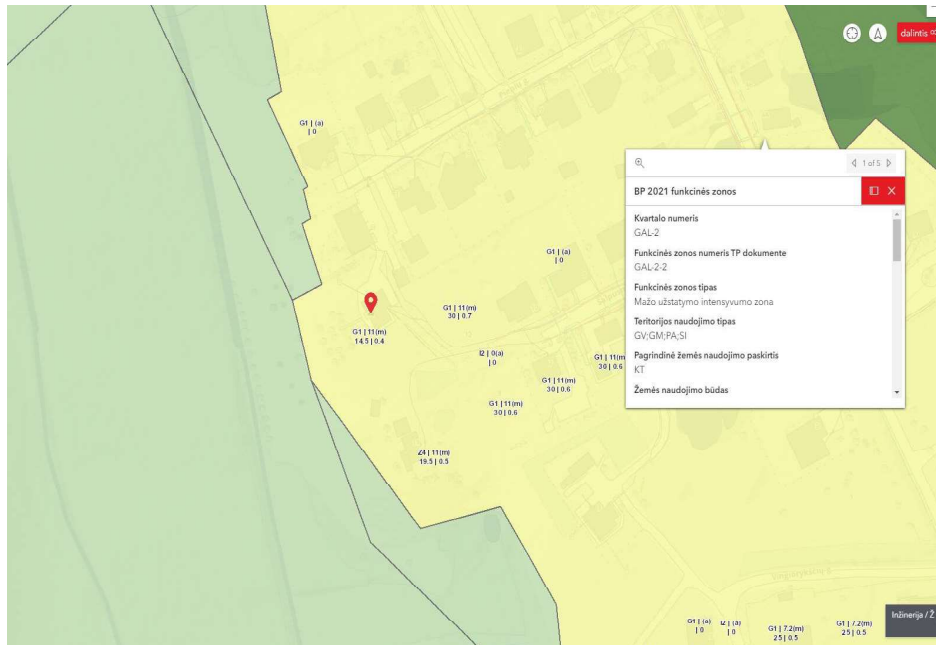 dalintis
G1 | (a)
| 0
1 of 5
BP 2021 funkcinės zonos
Kvartalo numeris
GAL-2
Funkcinės zonos numeris TP dokumente
GAL-2-2
Funkcinės zonos tipas
Mažo užstatymo intensyvumo zona
Teritorijos naudojimo tipas
GV;GM;PA;SI
Pagrindinė žemės naudojimo paskirtis
KT
Žemės naudojimo būdas
G1 | (a)
| 0
G1 | 11(m)
30 | 0.7
G1 | 11(m)
14.5 | 0.4
I2 | 0(a)
| 0
G1 | 11(m
30 | 0.6
G1 | 11(m)
30 | 0.6
G1 | 11(m)
30 | 0.6
Z4 | 11(m)
19.5 | 0.5
Inžinerija / Ž
G1 | (a)
| 0
I2 | (a)
| 0
G1 | 7.2(m)
25 | 0.5
G1 | 7.2(m)
25 | 0.5